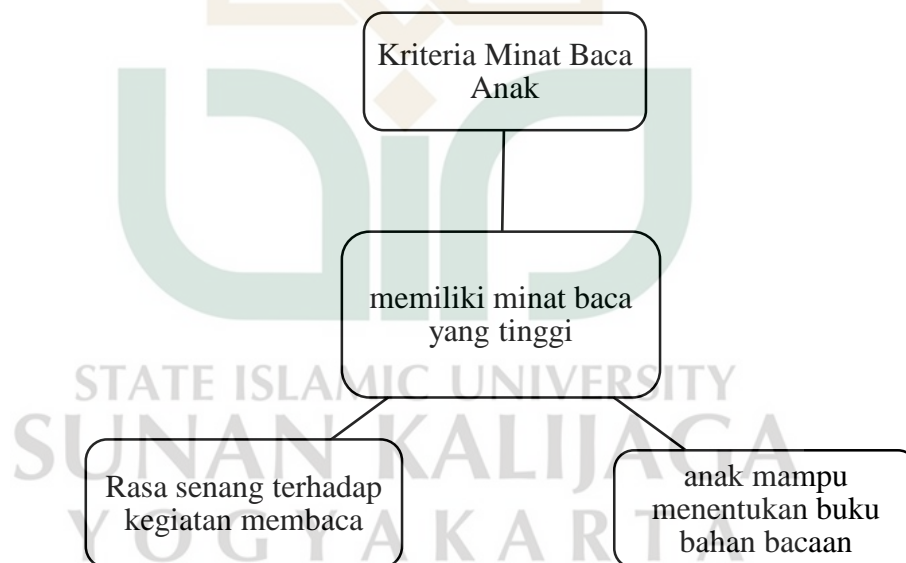 Kriteria Minat Baca
Anak
memiliki minat baca
yang tinggi
STATE ISLAMIC UNIVERSITY
SUNAN KALIJAGA
YOGYAKARTA
Rasa senang terhadap
kegiatan membaca
anak mampu
menentukan buku
bahan bacaan